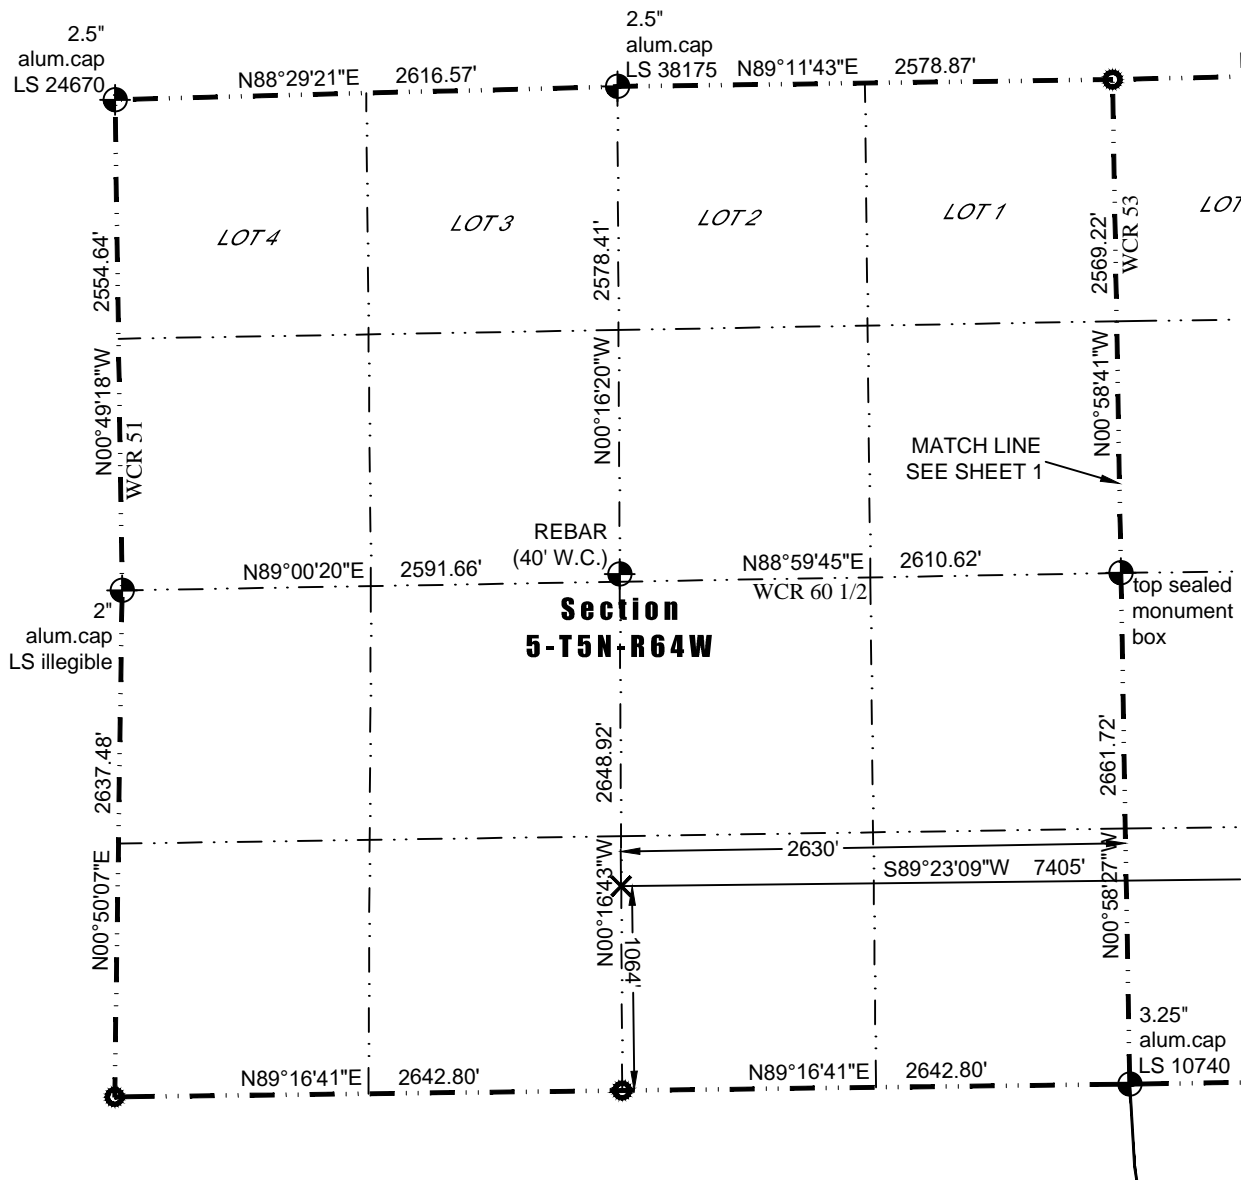 2.5"
alum.cap
LS 24670
2.5"
alum.cap
LS 38175
N88°29'21"E 2616.57'
N89°11'43"E 2578.87'
LOT 4
LOT 3
LOT 2
LOT 1
LOT
2554.64'
N00°49'18"W
WCR 51
2578.41'
N00°16'20"W
2569.22'
WCR 53
N00°58'41"W
MATCH LINE
SEE SHEET 1
REBAR
(40' W.C.)
N89°00'20"E 2591.66'
N88°59'45"E 2610.62'
WCR 60 1/2
2"
alum.cap
LS illegible
Section
5-T5N-R64W
top sealed
monument
box
2637.48'
N00°50'07"E
2648.92'
N00°16'43"W
2661.72'
N00°58'27"W
2630'
S89°23'09"W 7405'
1064'
3.25"
alum.cap
LS 10740
N89°16'41"E 2642.80'
N89°16'41"E 2642.80'